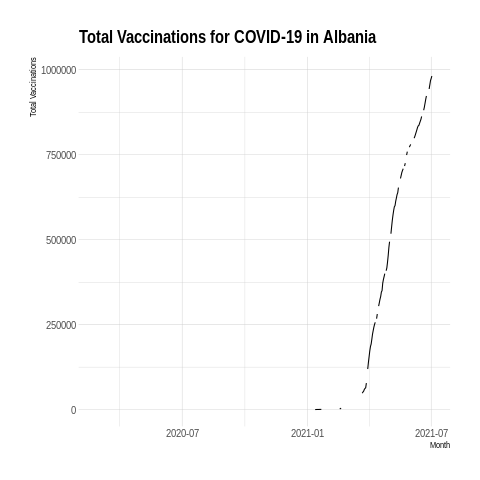 Total Vaccinations for COVID-19 in Albania
Total Vaccinations
1000000
750000
500000
250000
0
2020-07
2021-01
2021-07
Month